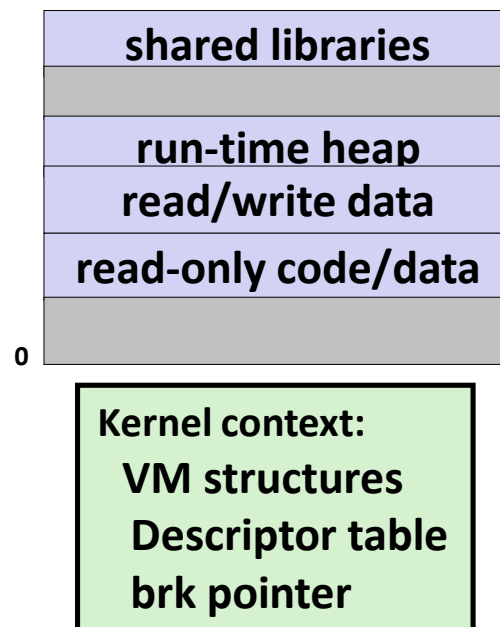 shared libraries
run-time heap
read/write data
read-only code/data
0
Kernel context:
VM structures
Descriptor table
brk pointer